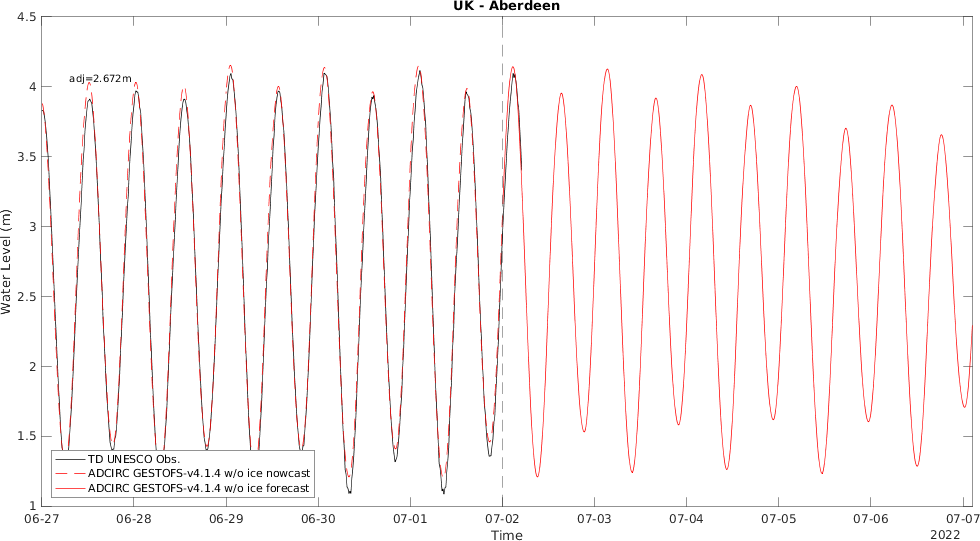 UK - Aberdeen
4.5
4
3.5
3
2.5
2
1.5
1
Water Level (m)
adj=2.672m
TD UNESCO Obs.
ADCIRC GESTOFS-v4.1.4 w/o ice nowcast
ADCIRC GESTOFS-v4.1.4 w/o ice forecast
06-27 06-28 06-29 06-30 07-01 07-02 07-03 07-04 07-05 07-06 07-07
Time
2022